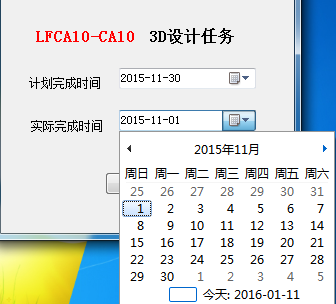 LFCA10-CA10 3D设计任务
计划完成时间 2015-11-30
实际完成时间 2015-11-01
2015年11月
周日 周一 周二 周三 周四 周五 周六
25 26 27 28 29 30 31
1 2 3 4 5 6 7
8 9 10 11 12 13 14
15 16 17 18 19 20 21
22 23 24 25 26 27 28
29 30 1 2 3 4 5
今天: 2016-01-11